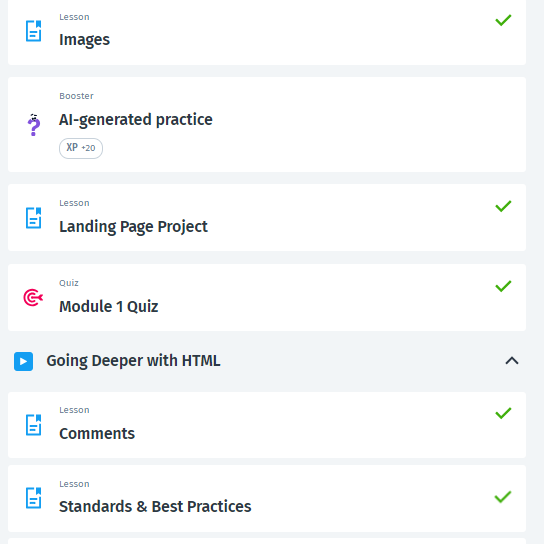 Lesson
Images
Booster
AI-generated practice
XP +20
Lesson
Landing Page Project
Quiz
Module 1 Quiz
Going Deeper with HTML
Lesson
Comments
Lesson
Standards & Best Practices